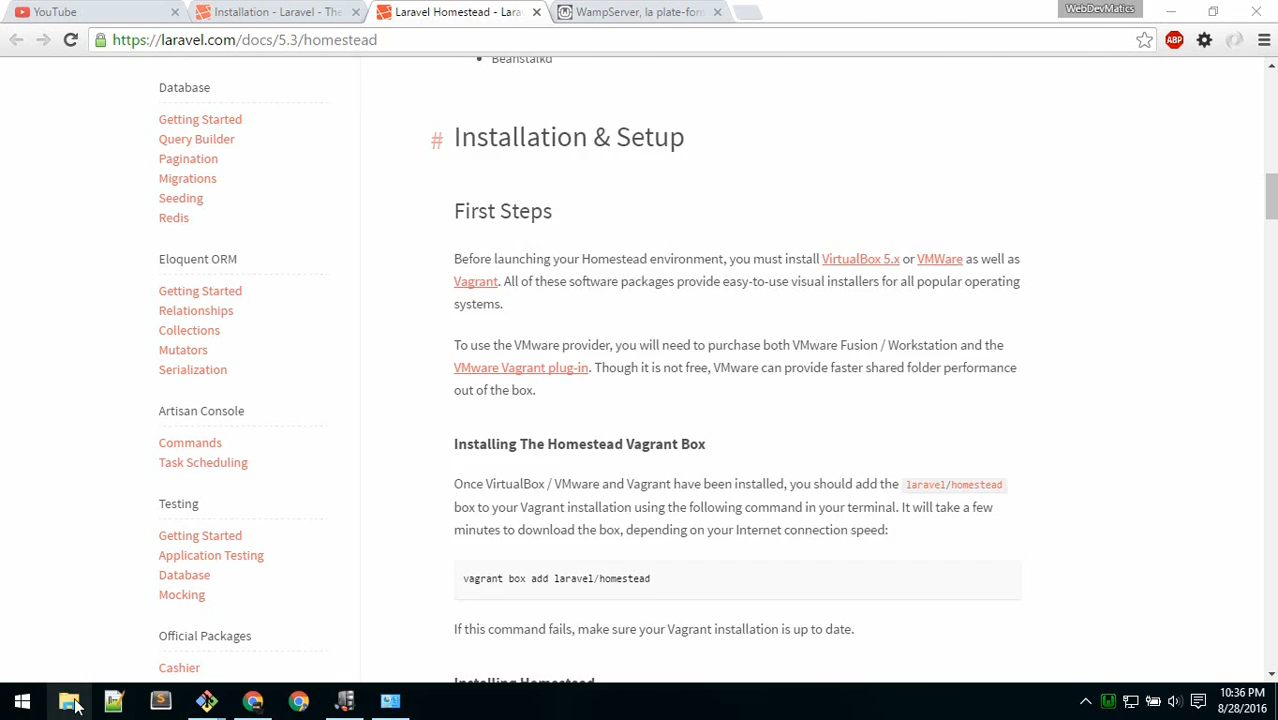 YouTube
Installation - Laravel - The
Laravel Homestead - Lara
WampServer, la plate-form
WebDevMatics
https://laravel.com/docs/5.3/homestead
ABP
Database
Getting Started
Query Builder
Pagination
Migrations
Seeding
Redis
Eloquent ORM
Getting Started
Relationships
Collections
Mutators
Serialization
Artisan Console
Commands
Task Scheduling
Testing
Getting Started
Application Testing
Database
Mocking
Official Packages
Cashier
Beanstalkd
# Installation & Setup
First Steps
Before launching your Homestead environment, you must install VirtualBox 5.x or VMWare as well as
Vagrant. All of these software packages provide easy-to-use visual installers for all popular operating
systems.
To use the VMware provider, you will need to purchase both VMware Fusion / Workstation and the
VMware Vagrant plug-in. Though it is not free, VMware can provide faster shared folder performance
out of the box.
Installing The Homestead Vagrant Box
Once VirtualBox / VMware and Vagrant have been installed, you should add the laravel/homestead
box to your Vagrant installation using the following command in your terminal. It will take a few
minutes to download the box, depending on your Internet connection speed:
vagrant box add laravel/homestead
If this command fails, make sure your Vagrant installation is up to date.
Installing Homestead
10:36 PM
8/28/2016